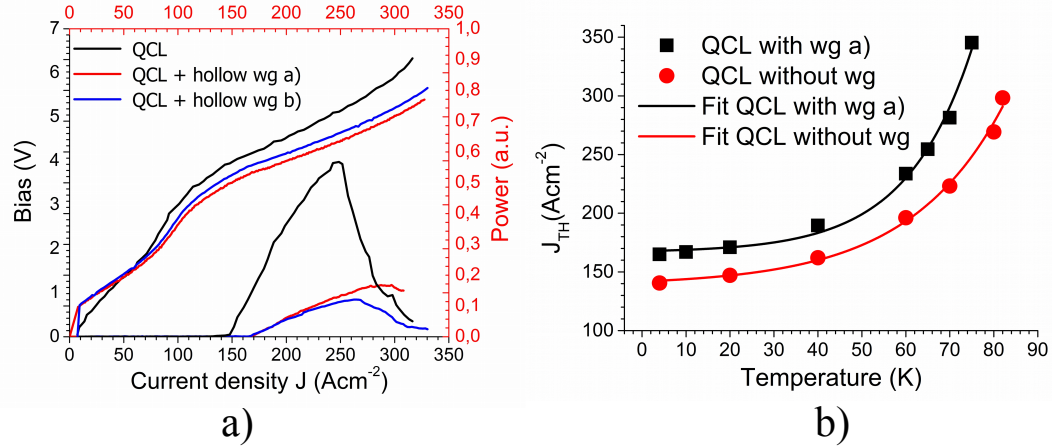 0 50 100 150 200 250 300 350
7
6
5
4
3
2
1
0
Bias (V)
QCL
QCL + hollow wg a)
QCL + hollow wg b)
1,0
0,9
0,8
0,7
0,6
0,5
0,4
0,3
0,2
0,1
0,0
Power (a.u.)
0 50 100 150 200 250 300 350
Current density J (Acm-2)
a)
350
300
250
200
150
100
J_TH(Acm-2)
QCL with wg a)
QCL without wg
Fit QCL with wg a)
Fit QCL without wg
0 10 20 30 40 50 60 70 80 90
Temperature (K)
b)